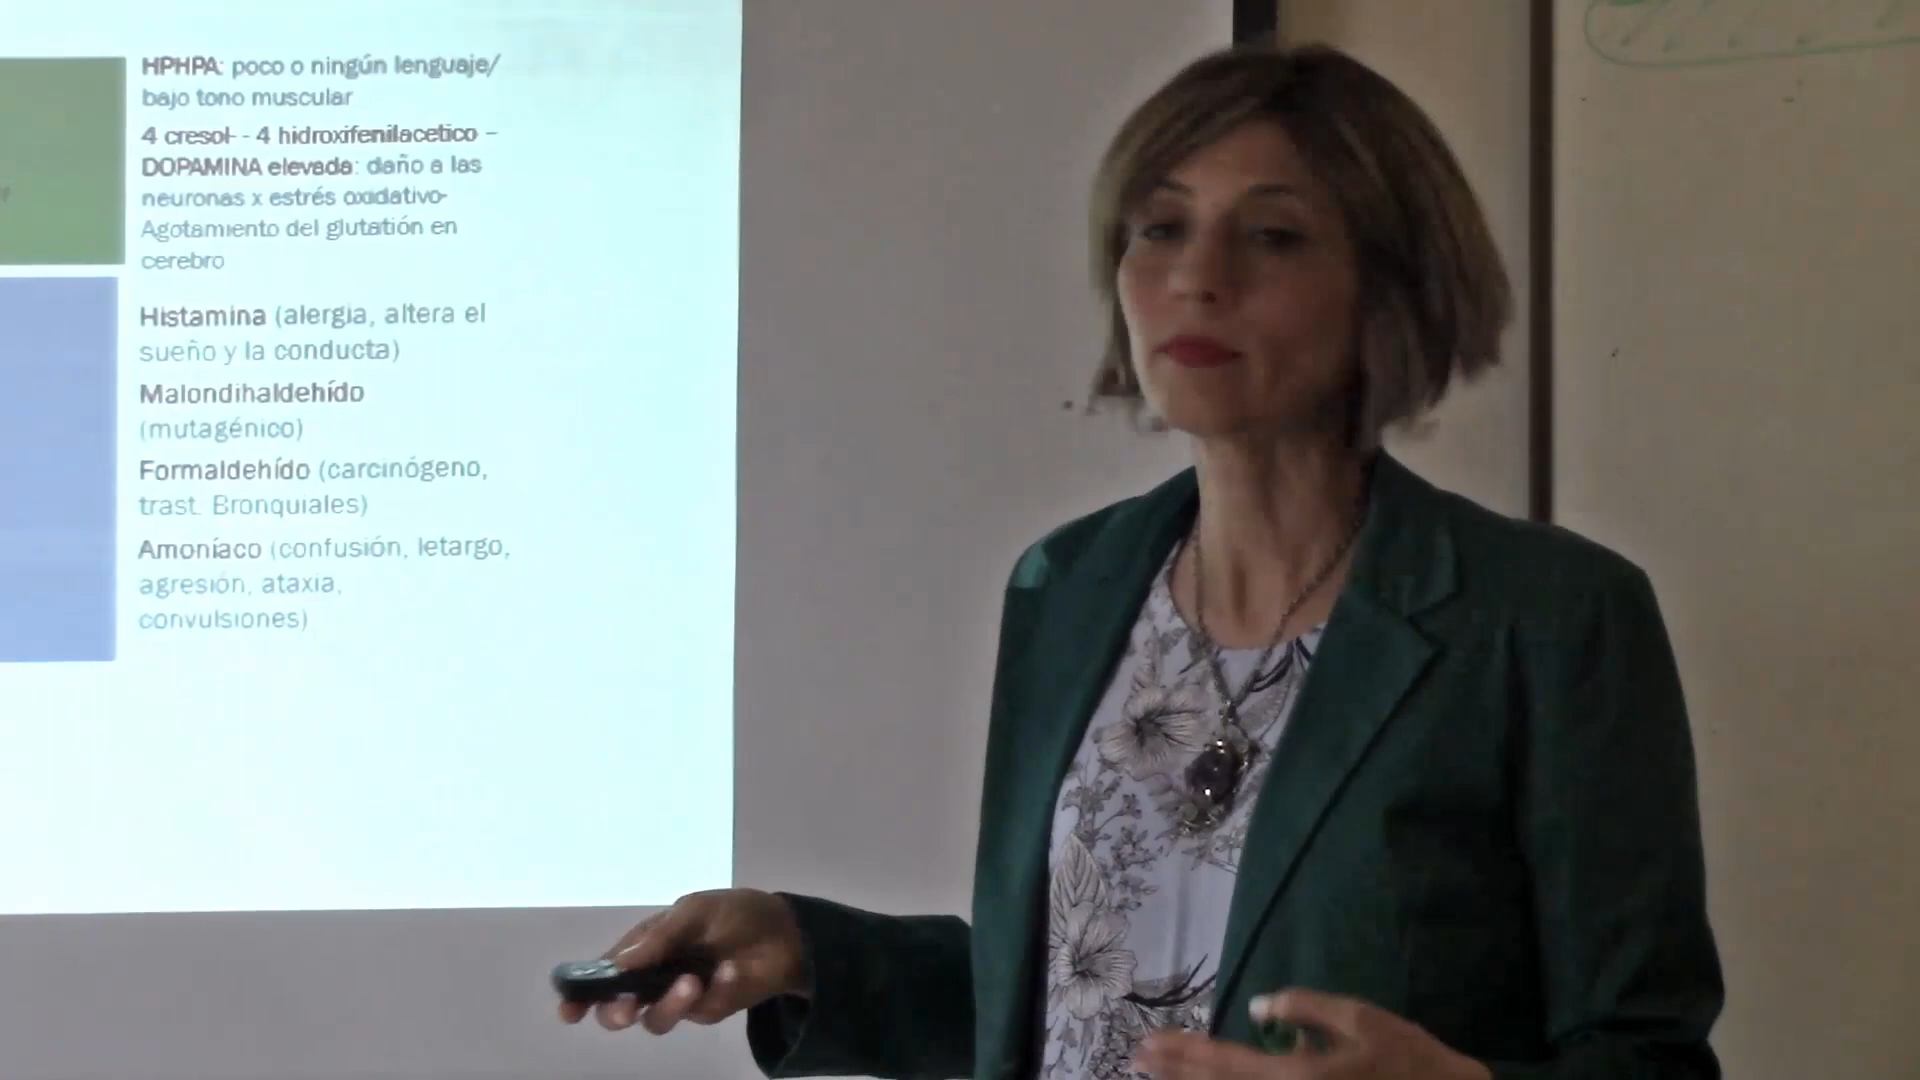 HPHPA: poco o ningún lenguaje/
bajo tono muscular
4 cresol- - 4 hidroxifenilacetico –
DOPAMINA elevada: daño a las
neuronas x estrés oxidativo-
Agotamiento del glutatión en
cerebro
Histamina (alergia, altera el
sueño y la conducta)
Malondihaldehído
(mutagénico)
Formaldehído (carcinógeno,
trast. Bronquiales)
Amoníaco (confusión, letargo,
agresión, ataxia,
convulsiones)